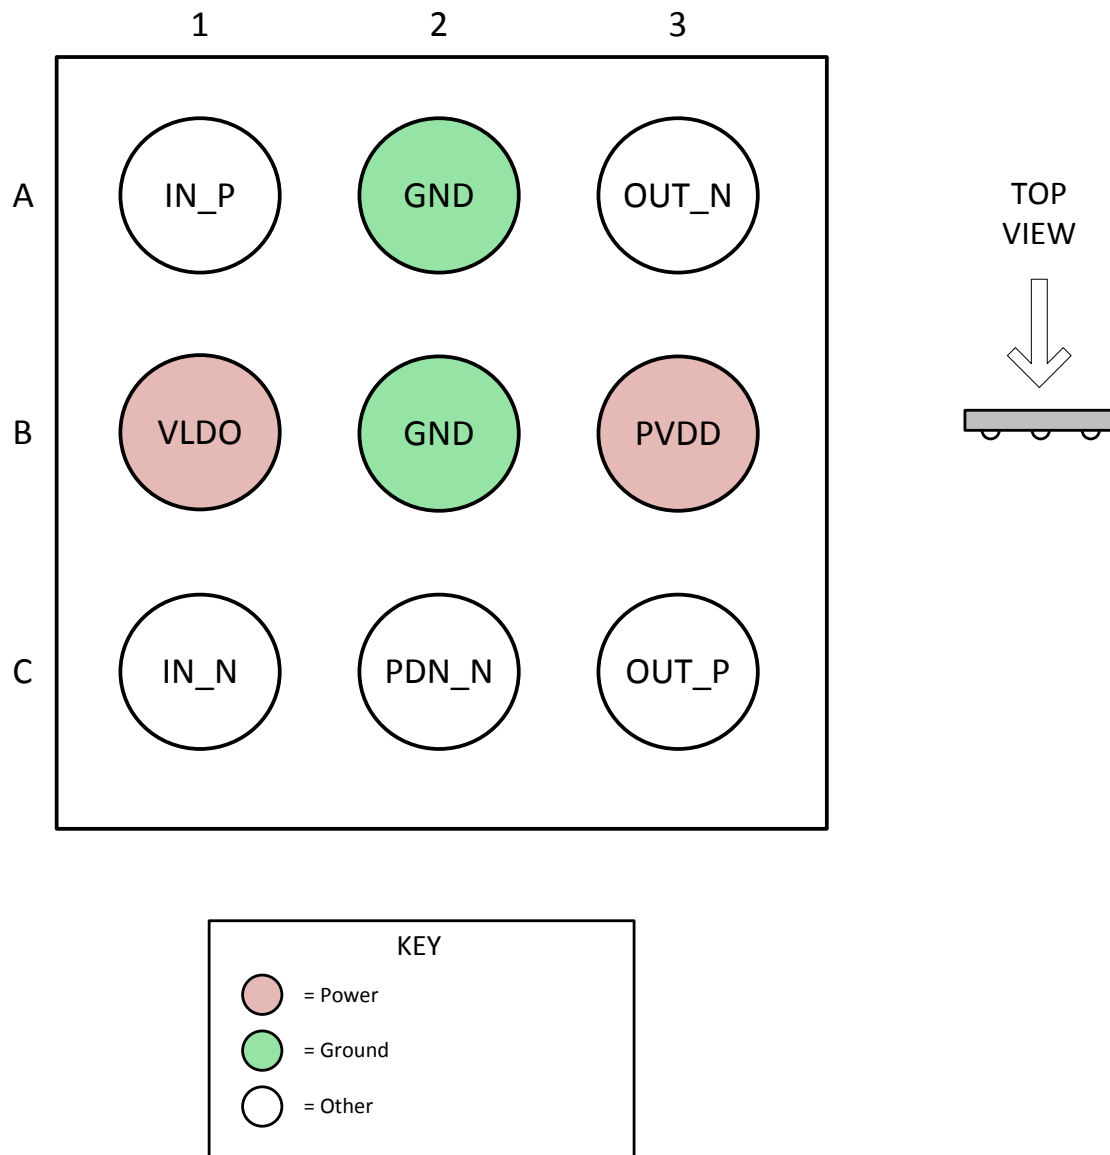 1 2 3
A IN_P GND OUT_N
TOP
VIEW
B VLDO GND PVDD
C IN_N PDN_N OUT_P
KEY
= Power
= Ground
= Other